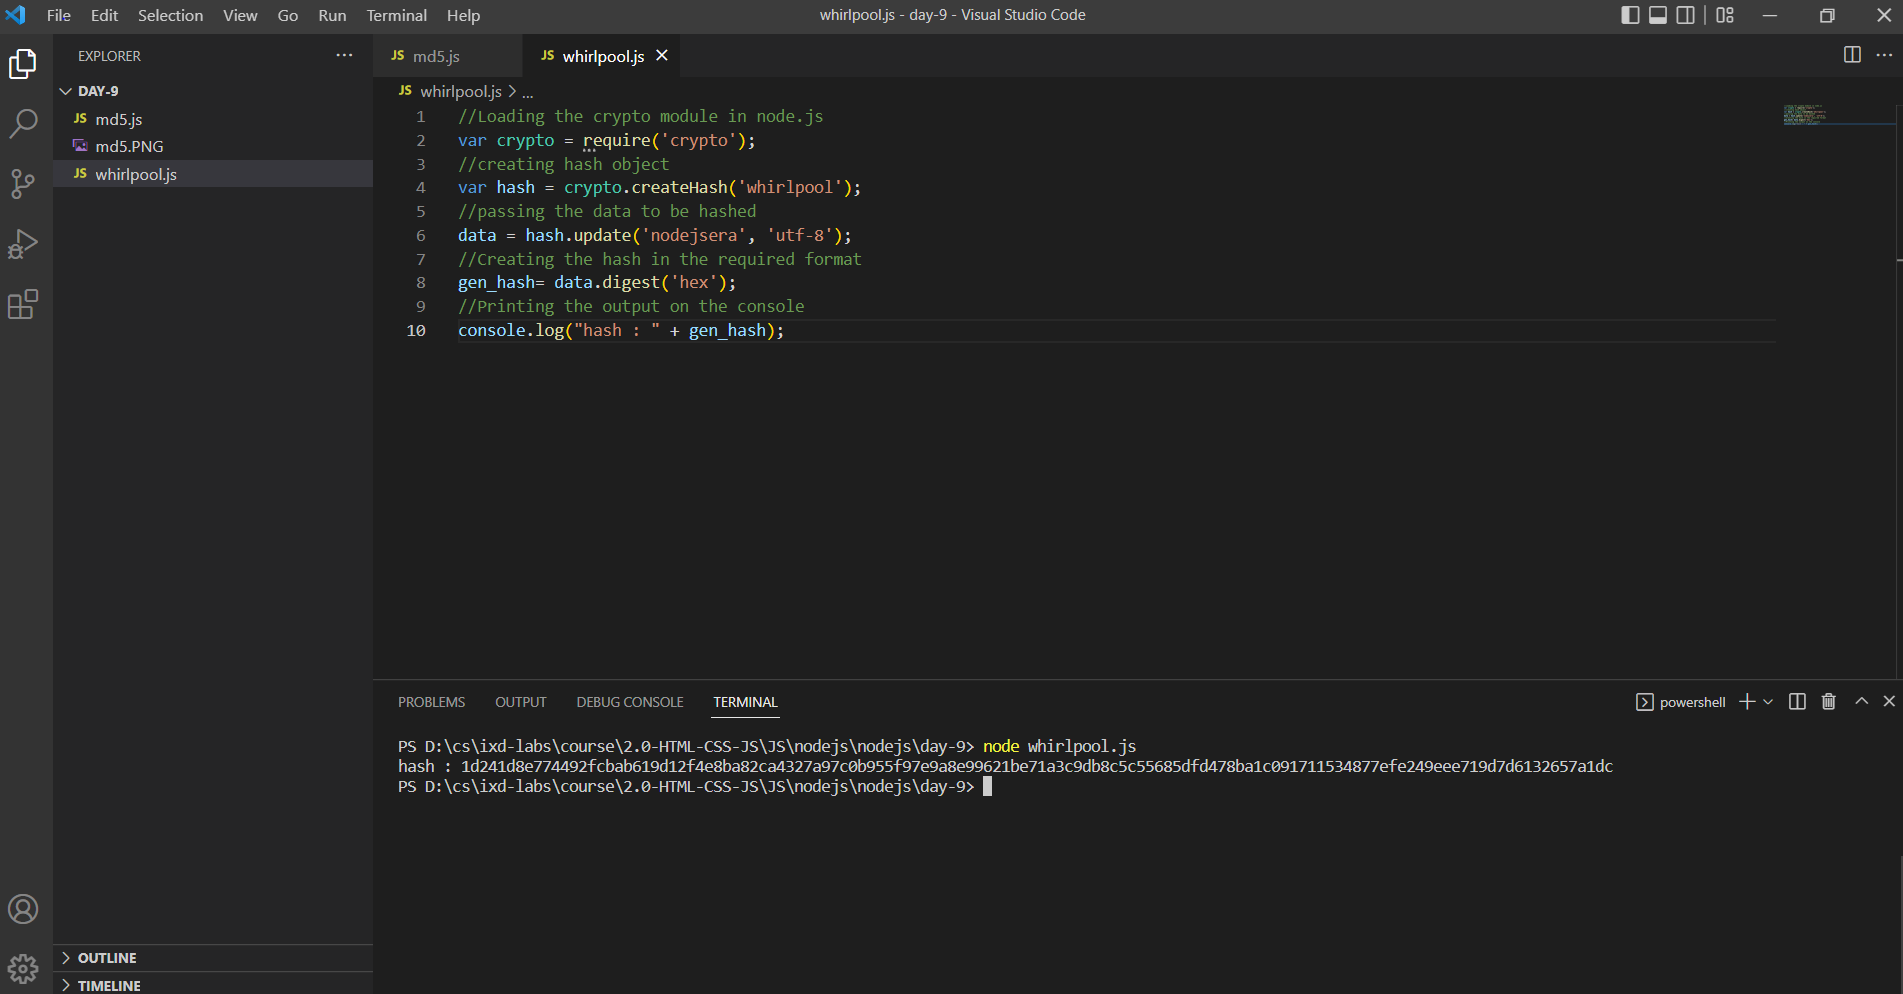 File Edit Selection View Go Run Terminal Help
whirlpool.js - day-9 - Visual Studio Code
EXPLORER
DAY-9
JS md5.js
md5.PNG
JS whirlpool.js
OUTLINE
TIMELINE
JS md5.js
JS whirlpool.js
JS whirlpool.js > ...
1 //Loading the crypto module in node.js
2 var crypto = require('crypto');
3 //creating hash object
4 var hash = crypto.createHash('whirlpool');
5 //passing the data to be hashed
6 data = hash.update('nodejsera', 'utf-8');
7 //Creating the hash in the required format
8 gen_hash= data.digest('hex');
9 //Printing the output on the console
10 console.log("hash : " + gen_hash);
PROBLEMS OUTPUT DEBUG CONSOLE TERMINAL
powershell
PS D:\cs\ixd-labs\course\2.0-HTML-CSS-JS\JS\nodejs\nodejs\day-9> node whirlpool.js
hash : 1d241d8e774492fcbab619d12f4e8ba82ca4327a97c0b955f97e9a8e99621be71a3c9db8c5c55685dfd478ba1c091711534877efe249eee719d7d6132657a1dc
PS D:\cs\ixd-labs\course\2.0-HTML-CSS-JS\JS\nodejs\nodejs\day-9>